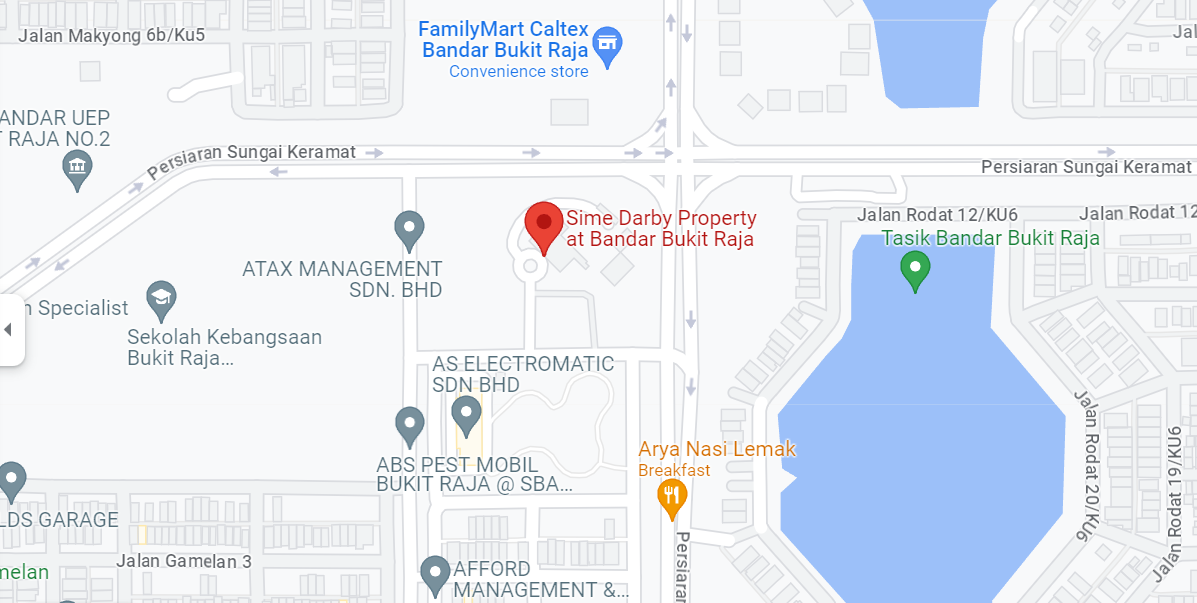 Jalan Makyong 6b/Ku5
FamilyMart Caltex
Bandar Bukit Raja
Convenience store
Jal
ANDAR UEP
T RAJA NO.2
Persiaran Sungai Keramat
Persiaran Sungai Keramat
Sime Darby Property
at Bandar Bukit Raja
Jalan Rodat 12/KU6
Jalan Rodat 12
Tasik Bandar Bukit Raja
ATAX MANAGEMENT
SDN. BHD
n Specialist
Sekolah Kebangsaan
Bukit Raja...
AS ELECTROMATIC
SDN BHD
Arya Nasi Lemak
Breakfast
ABS PEST MOBIL
BUKIT RAJA @ SBA...
Jalan Rodat 20/KU6
Jalan Rodat 19/KU6
LDS GARAGE
Jalan Gamelan 3
melan
AFFORD
MANAGEMENT &...
Persiaran